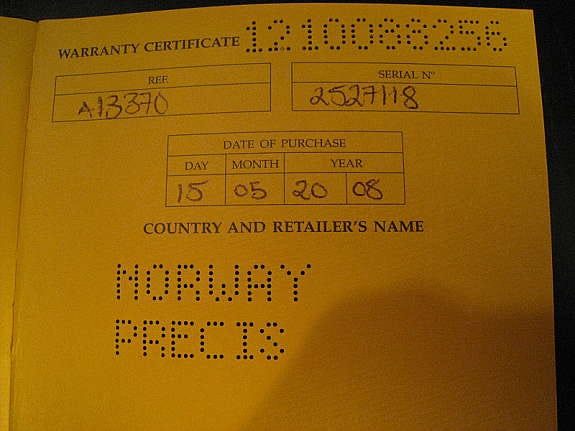 WARRANTY CERTIFICATE 1210088256
REF SERIAL N°
A13370 2527118
DATE OF PURCHASE
DAY MONTH YEAR
15 05 20 08
COUNTRY AND RETAILER'S NAME
NORWAY
PRECIS